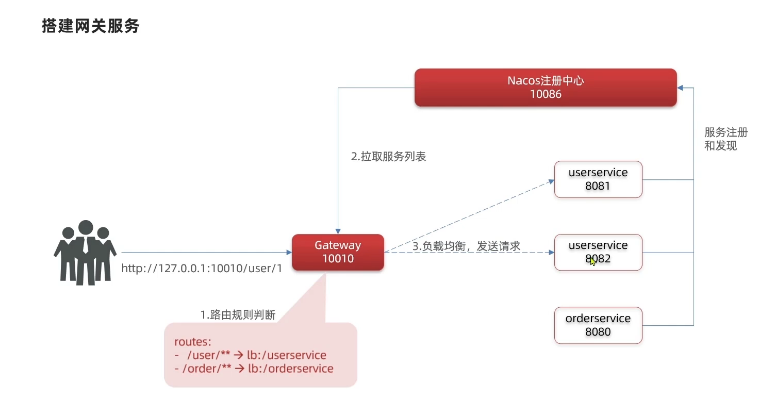 搭建网关服务
Nacos注册中心
10086
服务注册
和发现
2.拉取服务列表
userservice
8081
Gateway
10010
3.负载均衡，发送请求
userservice
8082
http://127.0.0.1:10010/user/1
1.路由规则判断
orderservice
8080
routes:
- /user/** → lb:/userservice
- /order/** → lb:/orderservice